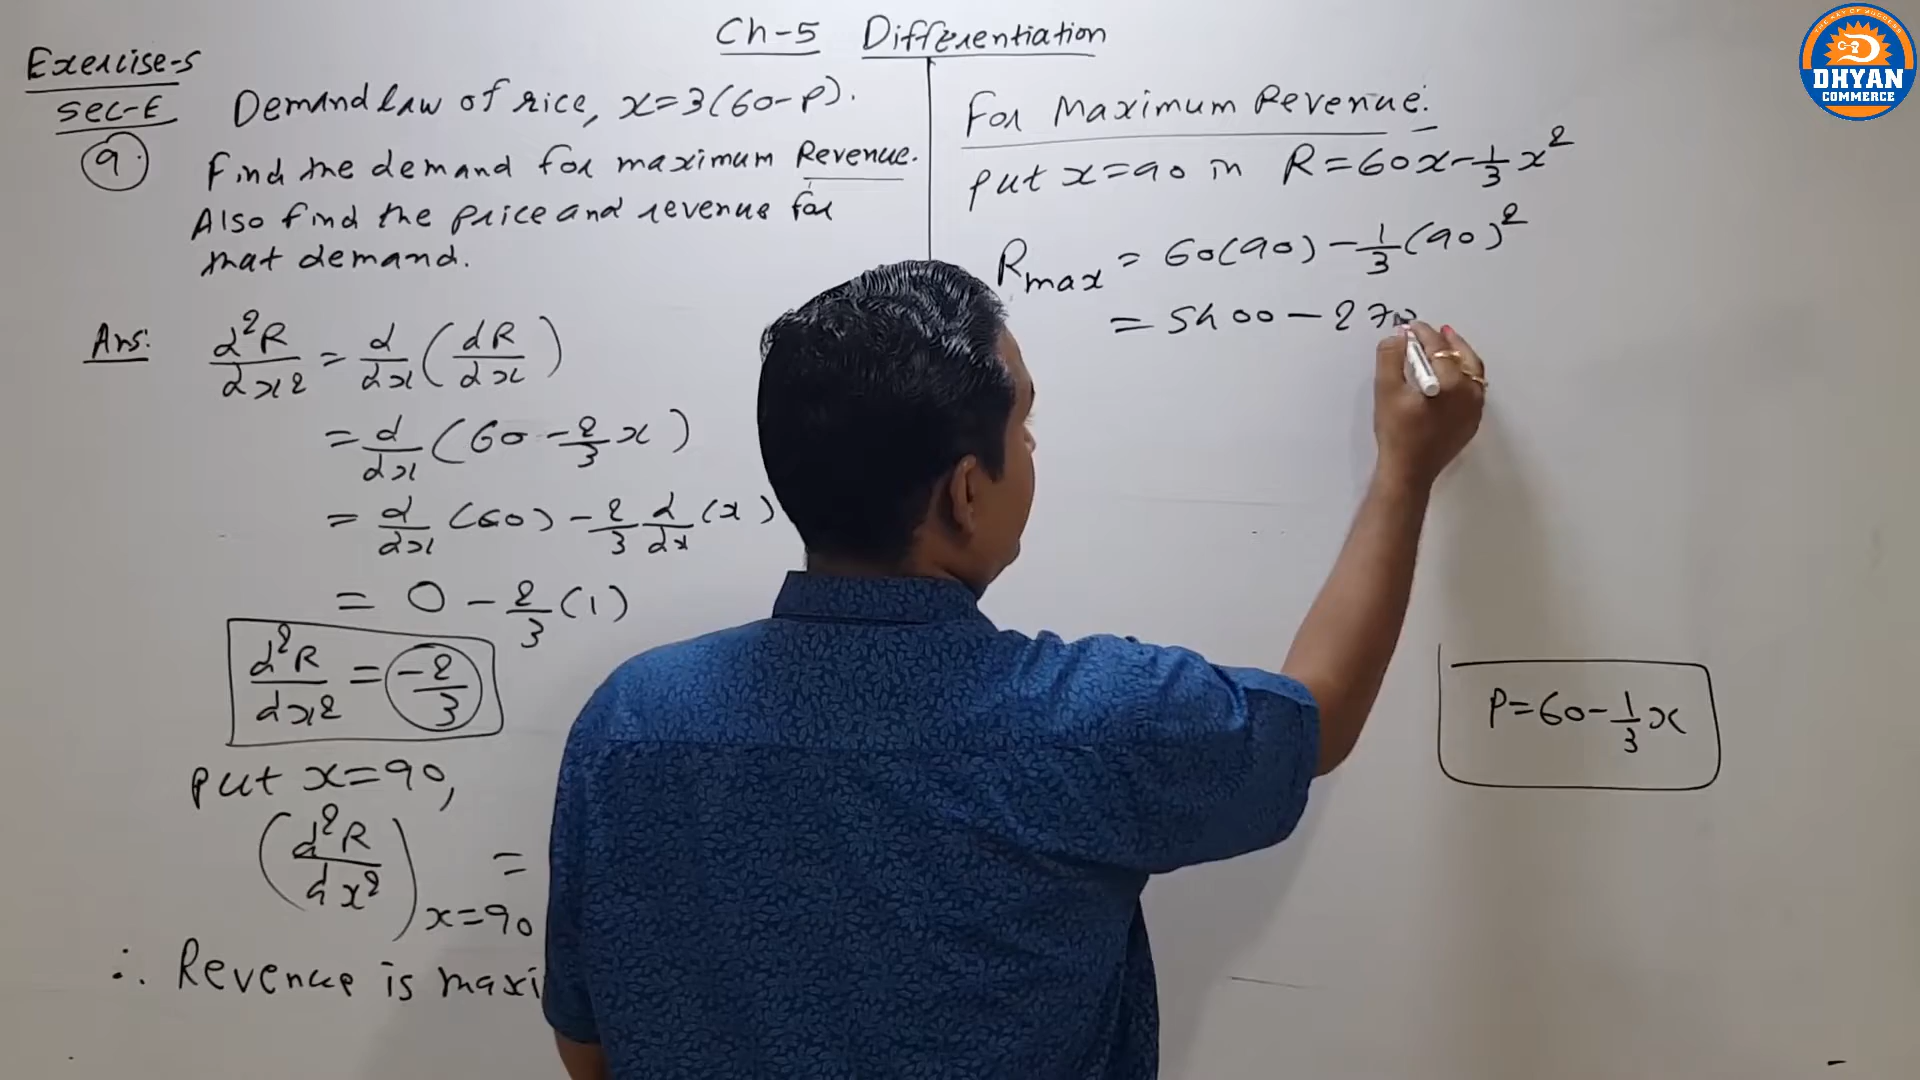 Ch-5 Differentiation
Exercise-5
Sec-E
9
Demand law of rice, x=3(60-P).
Find the demand for maximum Revenue.
Also find the price and revenue for
that demand.
Ans:
d²R/dx² = d/dx (dR/dx)
= d/dx (60 - 2/3 x)
= d/dx (60) - 2/3 d/dx (x)
= 0 - 2/3 (1)
d²R/dx² = -2/3
put x=90,
(d²R/dx²) x=90 =
∴ Revenue is maxi
For Maximum Revenue:
put x=90 in R=60x-1/3 x²
Rmax = 60(90) - 1/3 (90)²
= 5400 - 270
P=60-1/3 x
DHYAN
COMMERCE